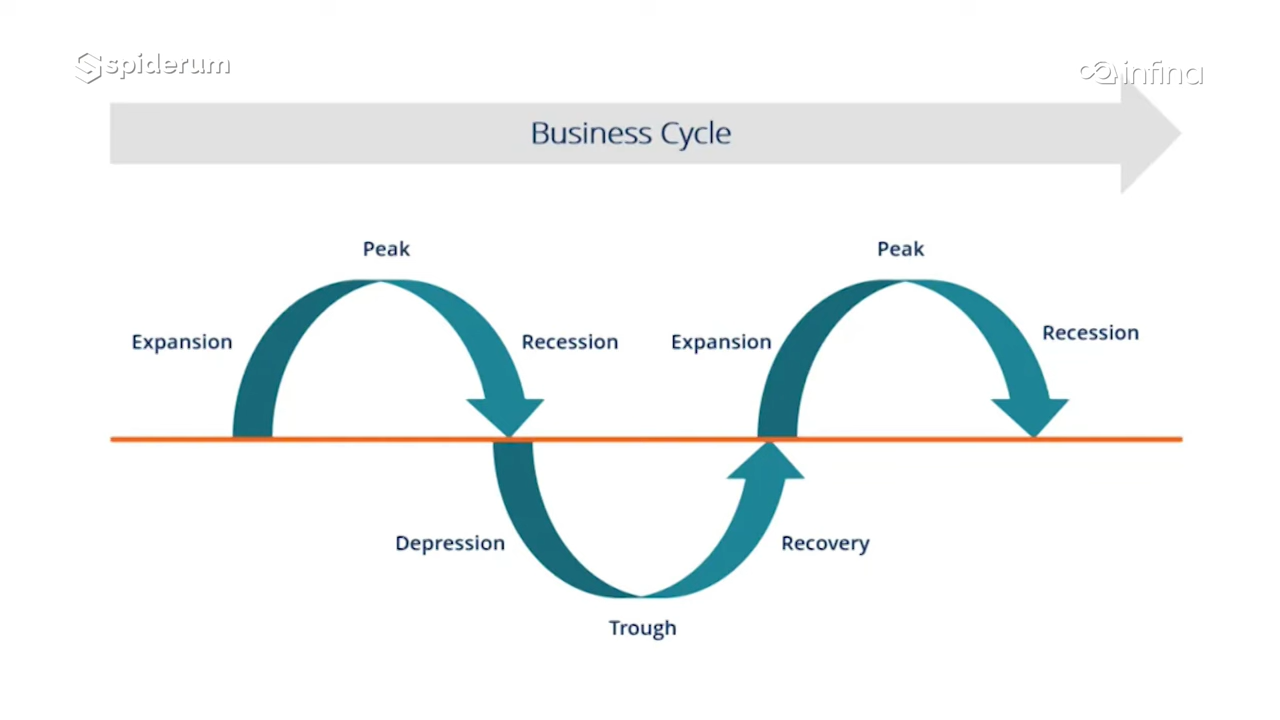 spiderum
infina
Business Cycle
Peak
Peak
Expansion
Recession
Expansion
Recession
Depression
Recovery
Trough